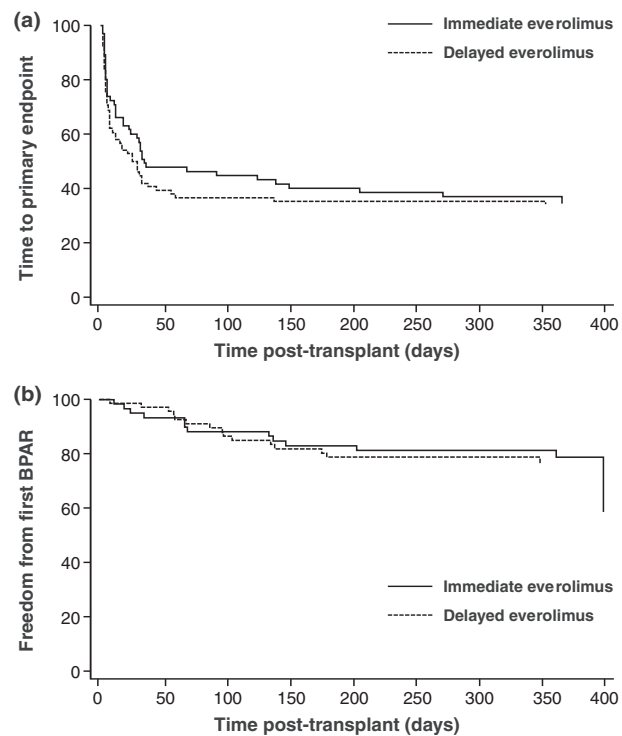 (a)
100
80
60
40
20
0
Time to primary endpoint
Immediate everolimus
Delayed everolimus
0 50 100 150 200 250 300 350 400
Time post-transplant (days)
(b)
100
80
60
40
80
0
Freedom from first BPAR
Immediate everolimus
Delayed everolimus
0 50 100 150 200 250 300 350 400
Time post-transplant (days)